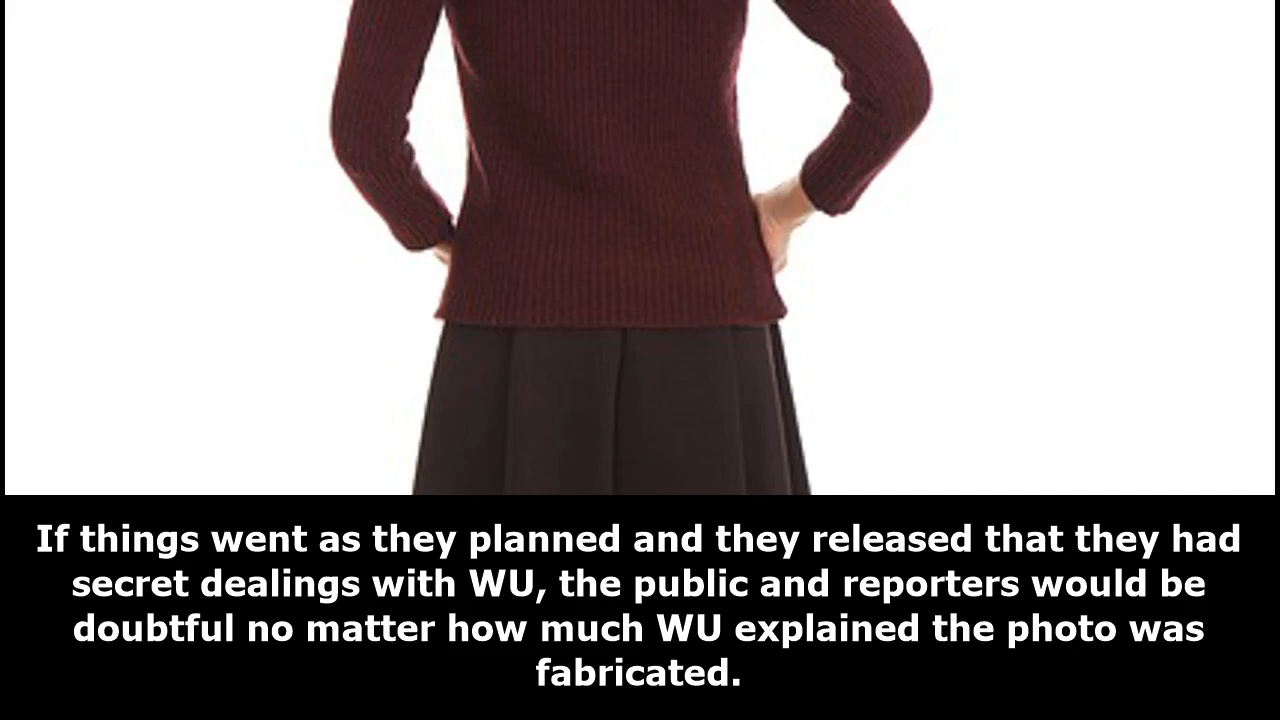 If things went as they planned and they released that they had
secret dealings with WU, the public and reporters would be
doubtful no matter how much WU explained the photo was
fabricated.